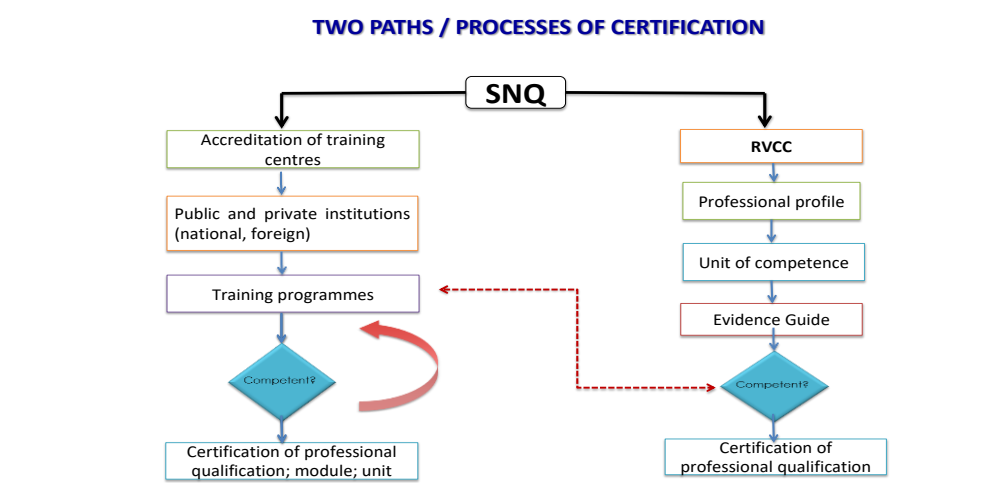 TWO PATHS / PROCESSES OF CERTIFICATION
SNQ
Accreditation of training
centres
Public and private institutions
(national, foreign)
Training programmes
Competent?
Certification of professional
qualification; module; unit
RVCC
Professional profile
Unit of competence
Evidence Guide
Competent?
Certification of
professional qualification